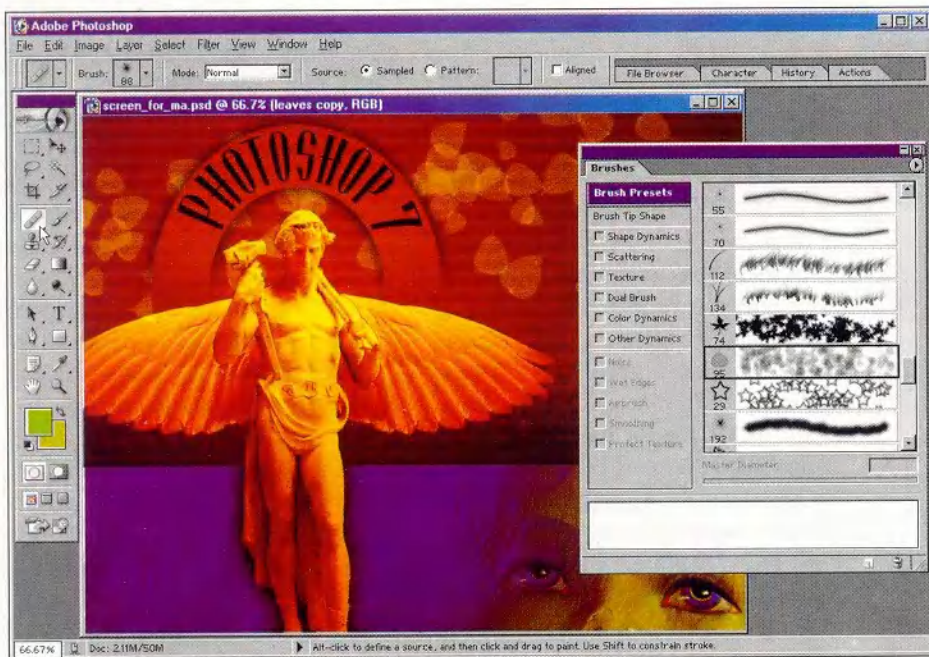 Adobe Photoshop
File Edit Image Layer Select Filter View Window Help
Brush: 88 Mode: Normal Source: Sampled Pattern: Aligned File Browser Character History Actions
screen_for_ma.psd @ 66.7% (leaves copy, RGB)
PHOTOSHOP 7
Brushes
Brush Presets
Brush Tip Shape
Shape Dynamics
Scattering
Texture
Dual Brush
Color Dynamics
Other Dynamics
Noise
Wet Edges
Airbrush
Smoothing
Protect Texture
55
70
112
134
74
95
29
192
Master Diameter
T
66.67% Doc: 2.11M/50M Alt-click to define a source, and then click and drag to paint. Use Shift to constrain stroke.